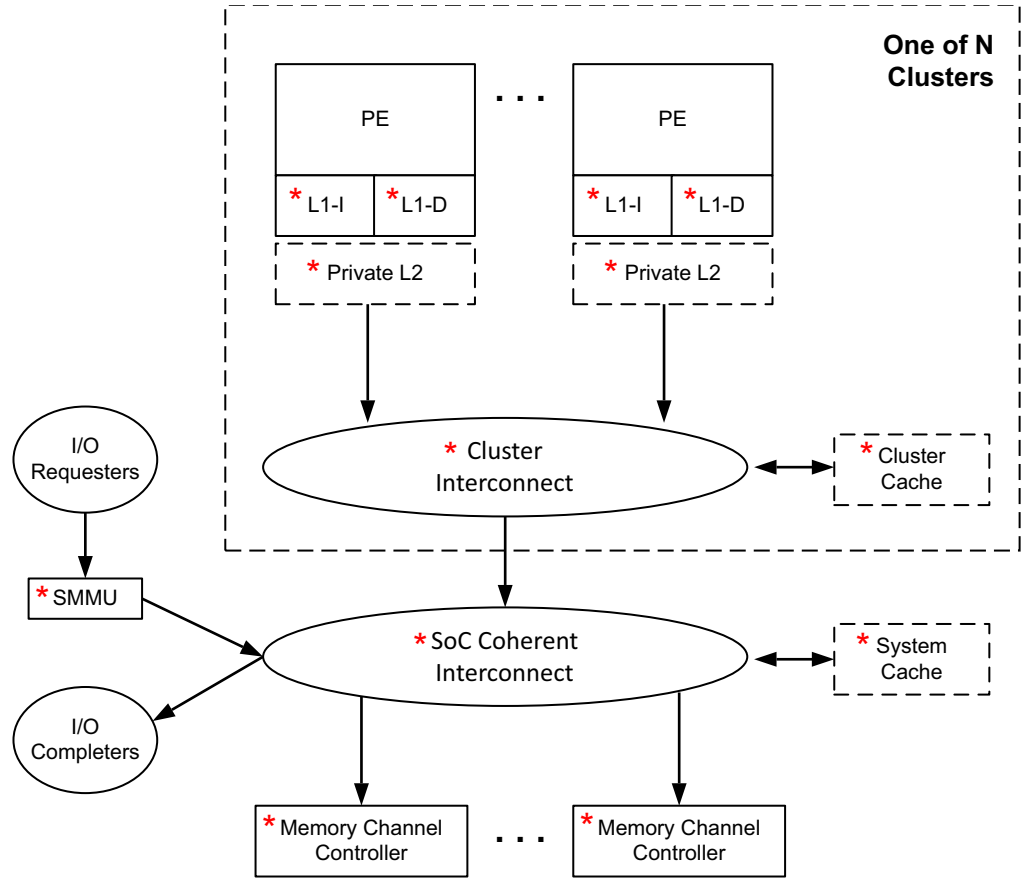 One of N
Clusters
. . .
PE
PE
* L1-I
* L1-D
* L1-I
* L1-D
* Private L2
* Private L2
I/O
Requesters
* Cluster
Interconnect
* Cluster
Cache
* SMMU
* SoC Coherent
Interconnect
* System
Cache
I/O
Completers
* Memory Channel
Controller
. . .
* Memory Channel
Controller